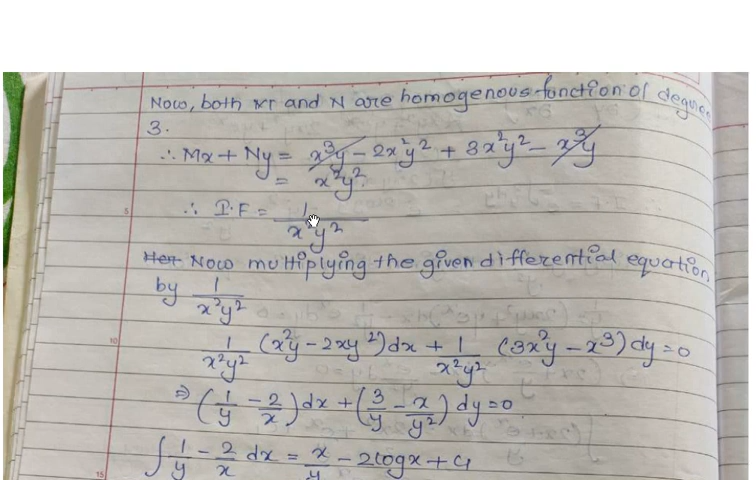 Now, both M and N are homogenous function of degree
3.
∴ Mx + Ny = x³y - 2x²y² + 3x²y² - x³y
= x²y²
∴ I.F = 1/x²y²
Now multiplying the given differential equation
by 1/x²y²
1/x²y² (x²y - 2xy²)dx + 1/x²y² (3x²y - x³)dy = 0
⇒ (1/y - 2/x)dx + (3/y - x/y²)dy = 0
∫ 1/y - 2/x dx = x/y - 2logx + c₁